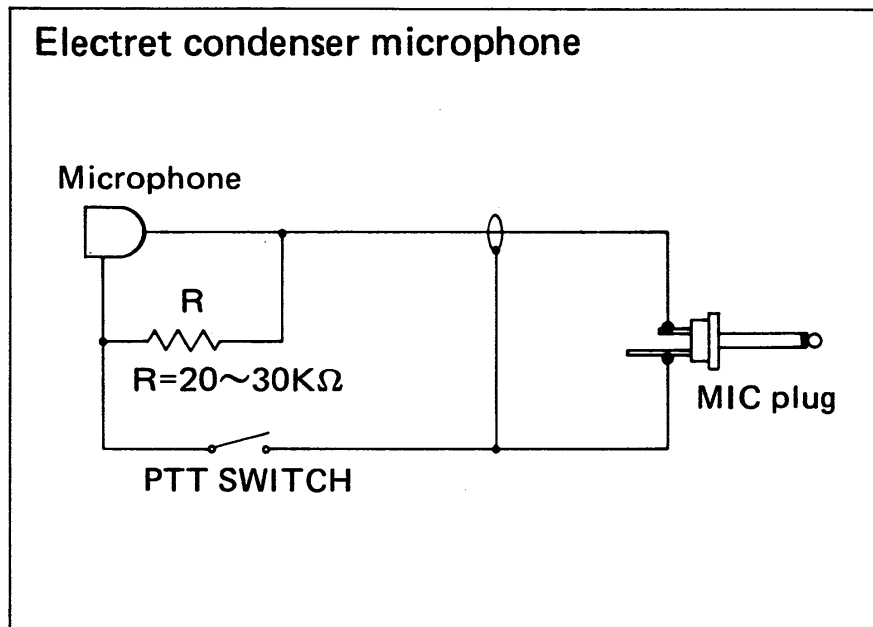 Electret condenser microphone
Microphone
R
R=20～30KΩ
MIC plug
PTT SWITCH